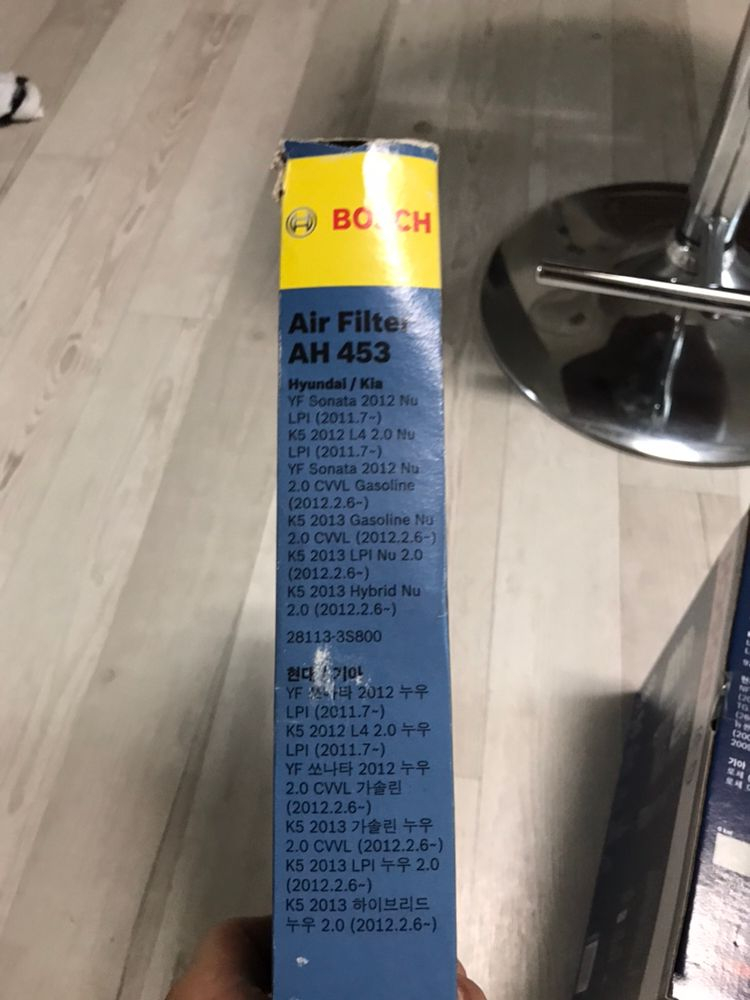 BOSCH
Air Filter
AH 453
Hyundai / Kia
YF Sonata 2012 Nu
LPI (2011.7~)
K5 2012 L4 2.0 Nu
LPI (2011.7~)
YF Sonata 2012 Nu
2.0 CVVL Gasoline
(2012.2.6~)
K5 2013 Gasoline Nu
2.0 CVVL (2012.2.6~)
K5 2013 LPI Nu 2.0
(2012.2.6~)
K5 2013 Hybrid Nu
2.0 (2012.2.6~)
28113-3S800
현대 / 기아
YF 쏘나타 2012 누우
LPI (2011.7~)
K5 2012 L4 2.0 누우
LPI (2011.7~)
YF 쏘나타 2012 누우
2.0 CVVL 가솔린
(2012.2.6~)
K5 2013 가솔린 누우
2.0 CVVL (2012.2.6~)
K5 2013 LPI 누우 2.0
(2012.2.6~)
K5 2013 하이브리드
누우 2.0 (2012.2.6~)
기아